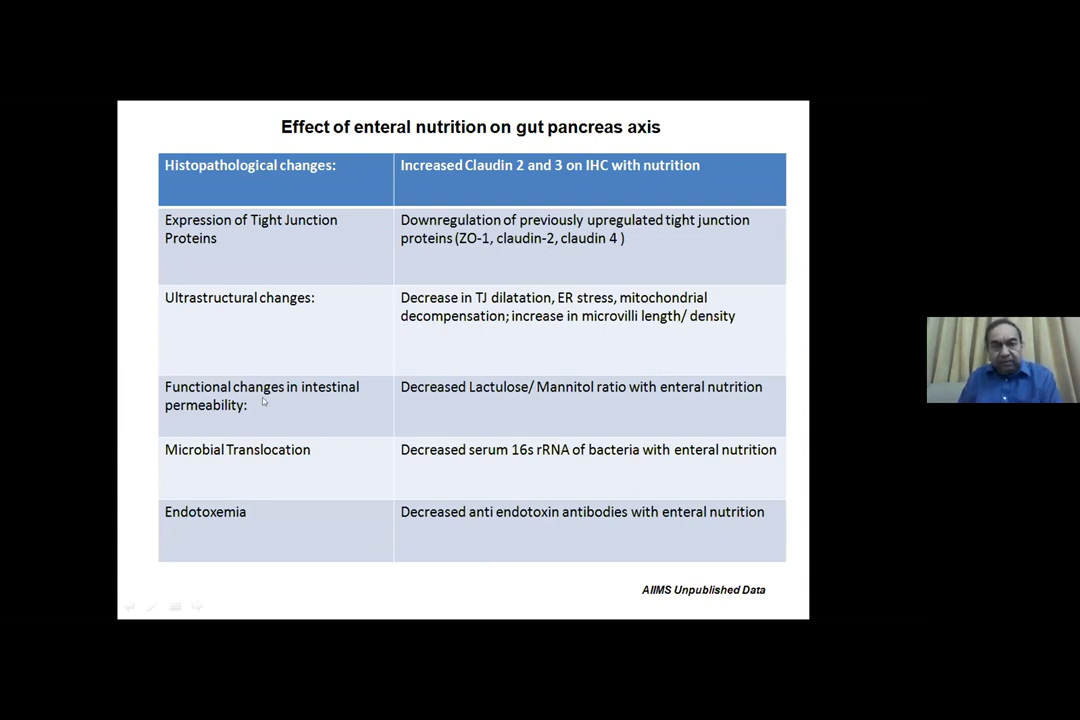 Effect of enteral nutrition on gut pancreas axis
Histopathological changes:
Increased Claudin 2 and 3 on IHC with nutrition
Expression of Tight Junction
Proteins
Downregulation of previously upregulated tight junction
proteins (ZO-1, claudin-2, claudin 4 )
Ultrastructural changes:
Decrease in TJ dilatation, ER stress, mitochondrial
decompensation; increase in microvilli length/ density
Functional changes in intestinal
permeability:
Decreased Lactulose/ Mannitol ratio with enteral nutrition
Microbial Translocation
Decreased serum 16s rRNA of bacteria with enteral nutrition
Endotoxemia
Decreased anti endotoxin antibodies with enteral nutrition
AIIMS Unpublished Data